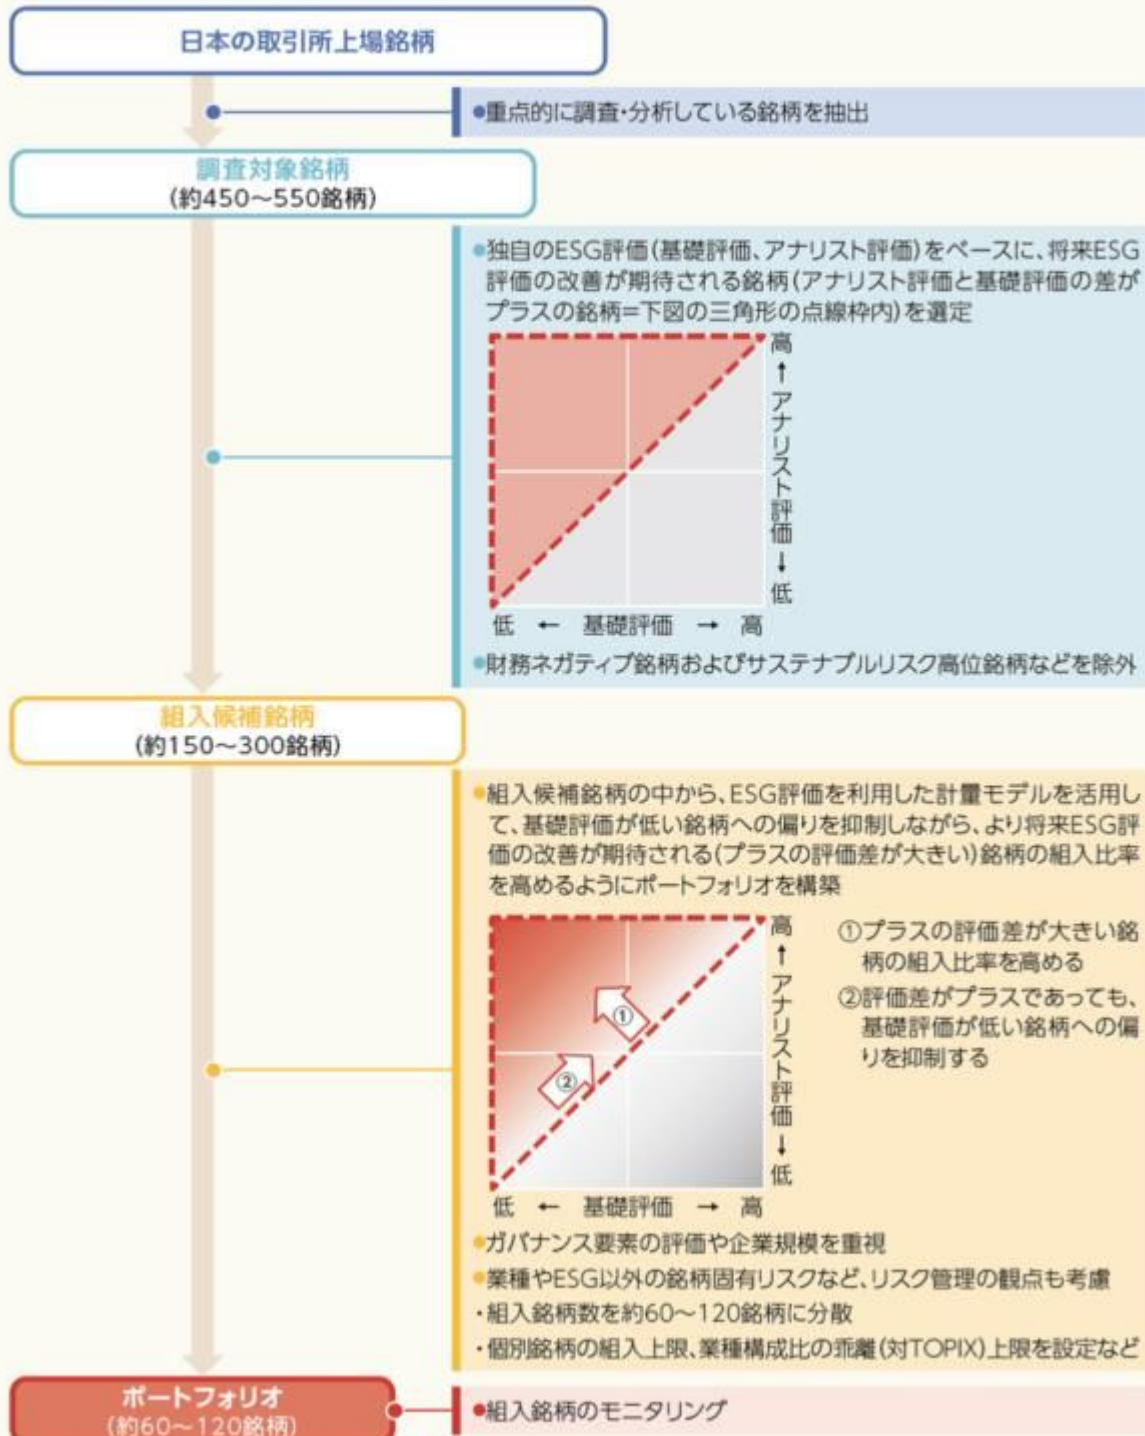 日本の取引所上場銘柄
●重点的に調査・分析している銘柄を抽出
調査対象銘柄
(約450～550銘柄)
●独自のESG評価(基礎評価、アナリスト評価)をベースに、将来ESG
評価の改善が期待される銘柄(アナリスト評価と基礎評価の差が
プラスの銘柄=下図の三角形の点線枠内)を選定
高
↑
アナリスト評価
↓
低
低 ← 基礎評価 → 高
●財務ネガティブ銘柄およびサステナブルリスク高位銘柄などを除外
組入候補銘柄
(約150～300銘柄)
●組入候補銘柄の中から、ESG評価を利用した計量モデルを活用し
て、基礎評価が低い銘柄への偏りを抑制しながら、より将来ESG評
価の改善が期待される(プラスの評価差が大きい)銘柄の組入比率
を高めるようにポートフォリオを構築
①
②
高
↑
アナリスト評価
↓
低
低 ← 基礎評価 → 高
①プラスの評価差が大きい銘
柄の組入比率を高める
②評価差がプラスであっても、
基礎評価が低い銘柄への偏
りを抑制する
●ガバナンス要素の評価や企業規模を重視
●業種やESG以外の銘柄固有リスクなど、リスク管理の観点も考慮
・組入銘柄数を約60～120銘柄に分散
・個別銘柄の組入上限、業種構成比の乖離(対TOPIX)上限を設定など
ポートフォリオ
(約60～120銘柄)
●組入銘柄のモニタリング